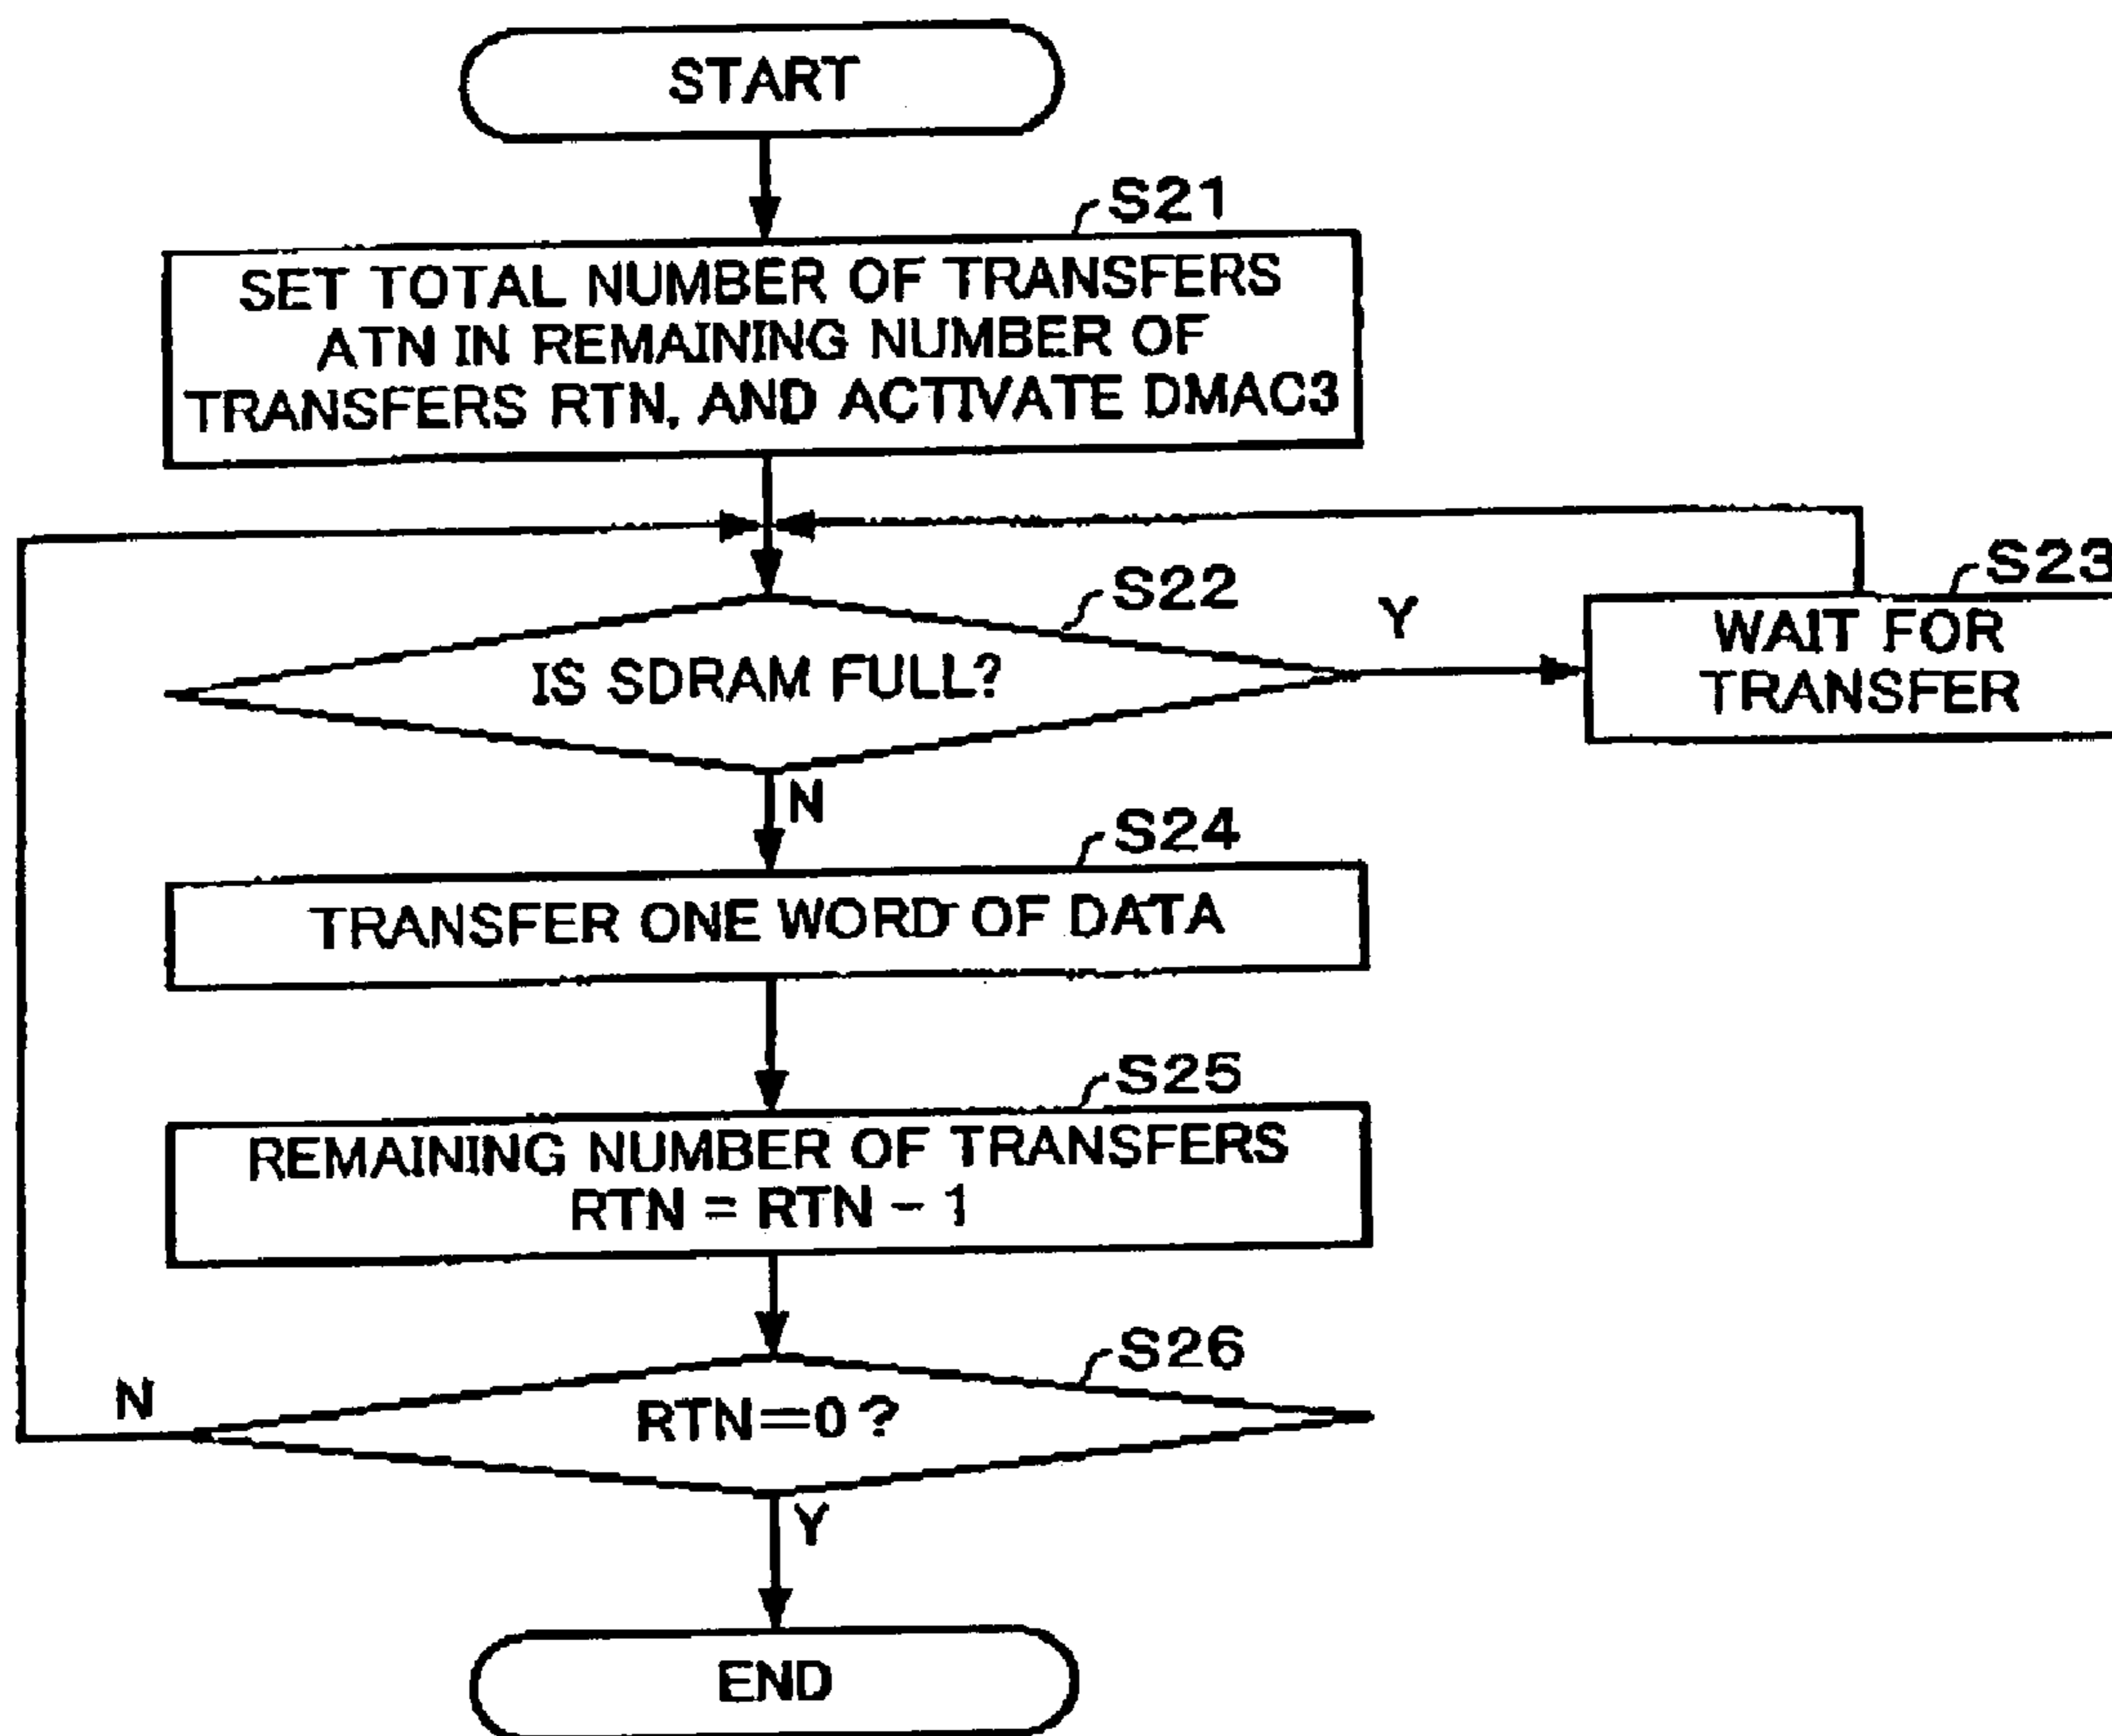 START
S21
SET TOTAL NUMBER OF TRANSFERS
ATN IN REMAINING NUMBER OF
TRANSFERS RTN, AND ACTIVATE DMAC3
S22
IS SDRAM FULL?
Y
S23
WAIT FOR
TRANSFER
N
S24
TRANSFER ONE WORD OF DATA
S25
REMAINING NUMBER OF TRANSFERS
RTN = RTN - 1
S26
RTN=0?
N
Y
END